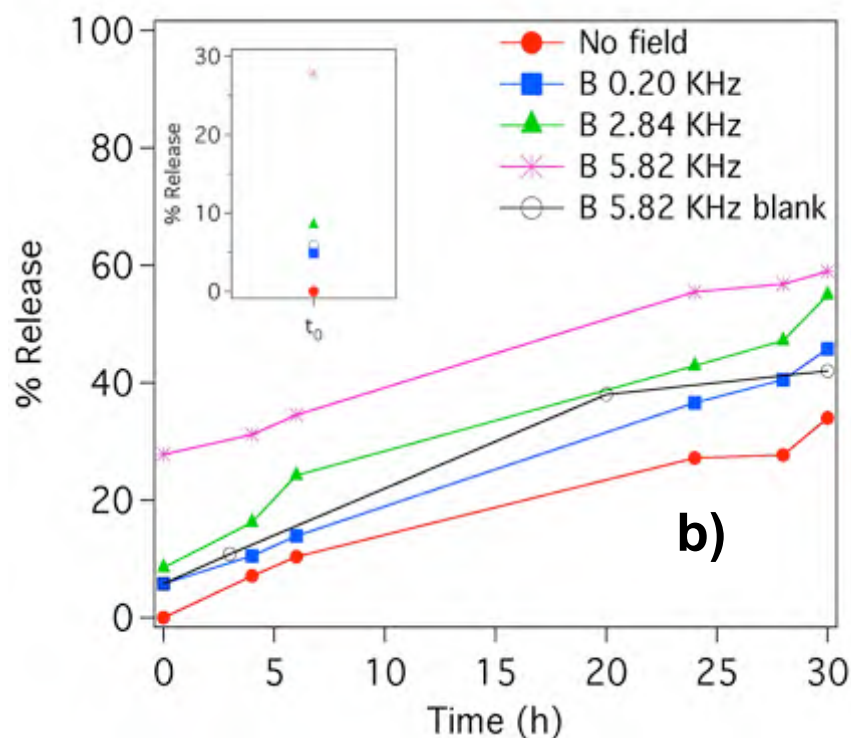 100
80
60
40
20
0
% Release
30
20
10
0
% Release
t0
No field
B 0.20 KHz
B 2.84 KHz
B 5.82 KHz
B 5.82 KHz blank
b)
0 5 10 15 20 25 30
Time (h)